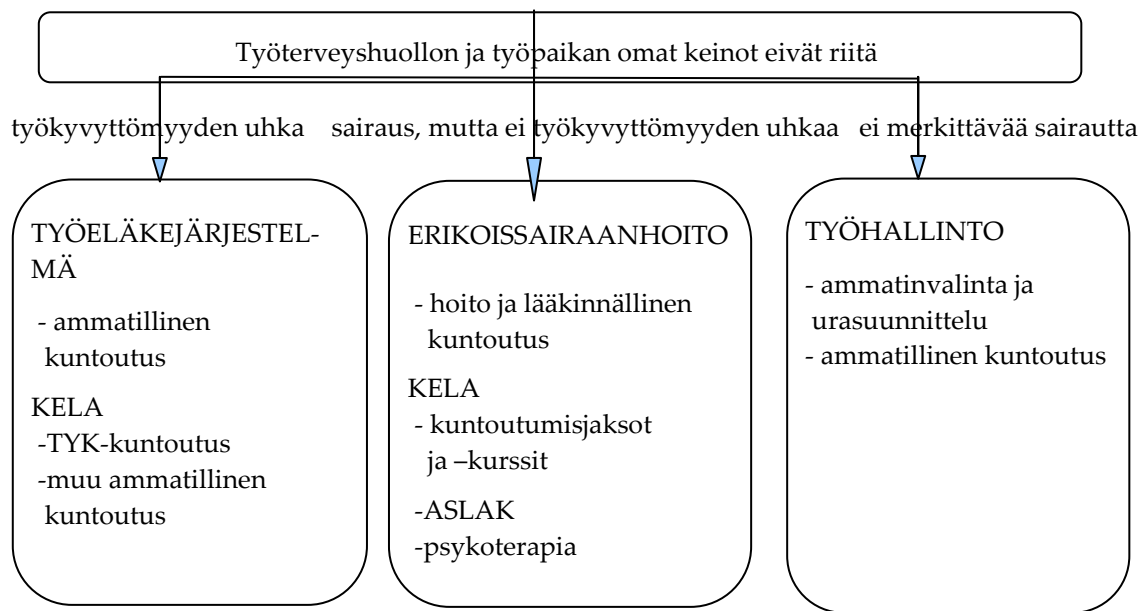 Työterveyshuollon ja työpaikan omat keinot eivät riitä
työkyvyttömyyden uhka
sairaus, mutta ei työkyvyttömyyden uhkaa
ei merkittävää sairautta
TYÖELÄKEJÄRJESTEL-
MÄ
- ammatillinen
kuntoutus
KELA
-TYK-kuntoutus
-muu ammatillinen
kuntoutus
ERIKOISSAIRAANHOITO
- hoito ja lääkinnällinen
kuntoutus
KELA
- kuntoutumisjaksot
ja –kurssit
-ASLAK
-psykoterapia
TYÖHALLINTO
- ammatinvalinta ja
urasuunnittelu
- ammatillinen kuntoutus